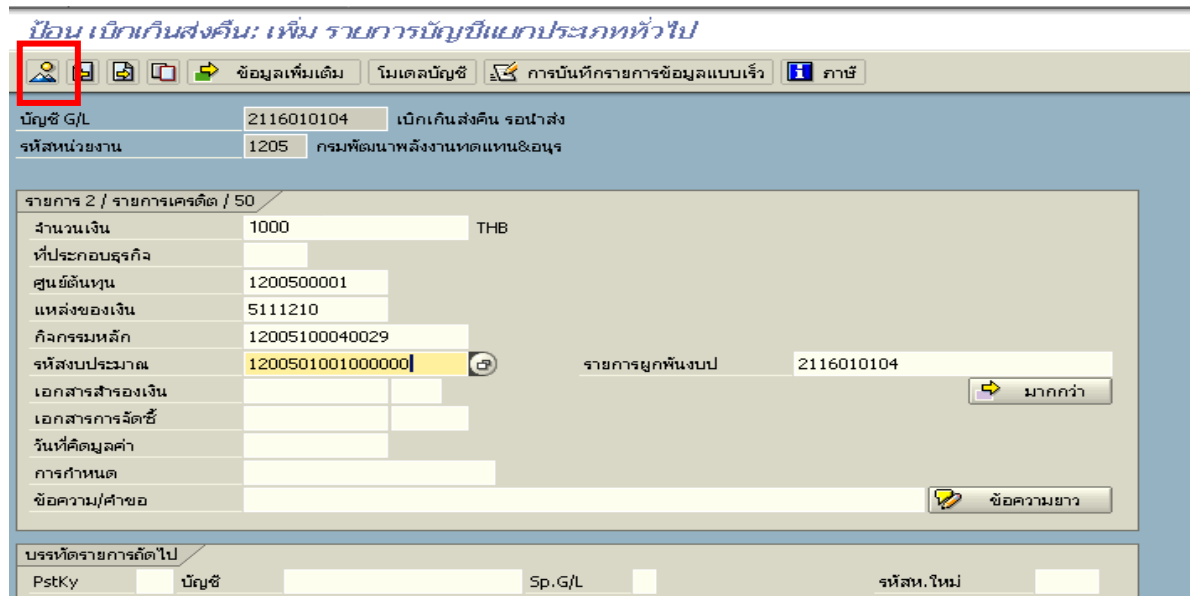 ป้อน เบิกเกินส่งคืน: เพิ่ม รายการบัญชีแยกประเภททั่วไป
ข้อมูลเพิ่มเติม โมเดลบัญชี การบันทึกรายการข้อมูลแบบเร็ว ภาษี
บัญชี G/L 2116010104 เบิกเกินส่งคืน รอนำส่ง
รหัสหน่วยงาน 1205 กรมพัฒนาพลังงานทดแทน&อนุร
รายการ 2 / รายการเครดิต / 50
จำนวนเงิน 1000 THB
ที่ประกอบธุรกิจ
ศูนย์ต้นทุน 1200500001
แหล่งของเงิน 5111210
กิจกรรมหลัก 12005100040029
รหัสงบประมาณ 1200501001000000 รายการผูกพันงบป 2116010104
เอกสารสำรองเงิน มากกว่า
เอกสารการจัดซื้
วันที่คิดมูลค่า
การกำหนด
ข้อความ/คำขอ ข้อความยาว
บรรทัดรายการถัดไป
PstKy บัญชี Sp.G/L รหัสห.ใหม่